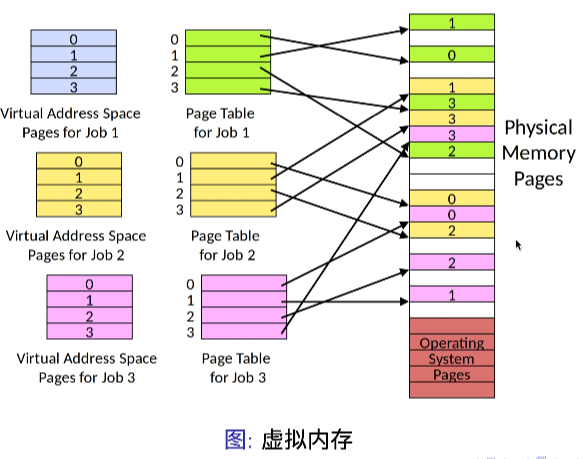 0
1
2
3
Virtual Address Space
Pages for Job 1
0
1
2
3
Page Table
for Job 1
0
1
2
3
Virtual Address Space
Pages for Job 2
0
1
2
3
Page Table
for Job 2
0
1
2
3
Virtual Address Space
Pages for Job 3
0
1
2
3
Page Table
for Job 3
1
0
1
3
3
3
2
0
0
2
2
1
Operating
System
Pages
Physical
Memory
Pages
图: 虚拟内存